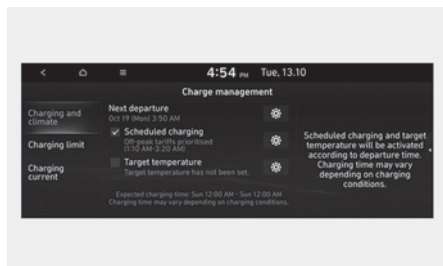 4:54 PM Tue, 13.10
Charge management
Charging and
climate
Charging limit
Charging
current
Next departure
Oct 19 (Mon) 3:50 AM
Scheduled charging
Off-peak tariffs prioritised
(1:10 AM-3:20 AM)
Target temperature
Target temperature has not been set.
Expected charging time: Sun 12:00 AM - Sun 12:00 AM
Charging time may vary depending on charging conditions.
Scheduled charging and target
temperature will be activated
according to departure time.
Charging time may vary
depending on charging
conditions.